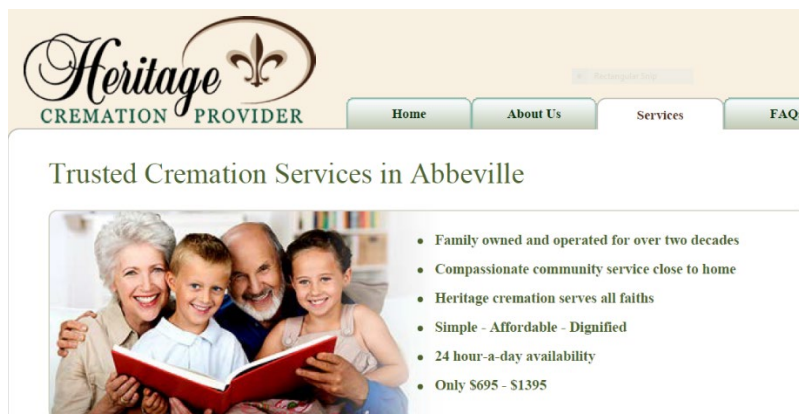 Heritage
CREMATION PROVIDER
Rectangular Snip
Home
About Us
Services
FAQ
Trusted Cremation Services in Abbeville
Family owned and operated for over two decades
Compassionate community service close to home
Heritage cremation serves all faiths
Simple - Affordable - Dignified
24 hour-a-day availability
Only $695 - $1395